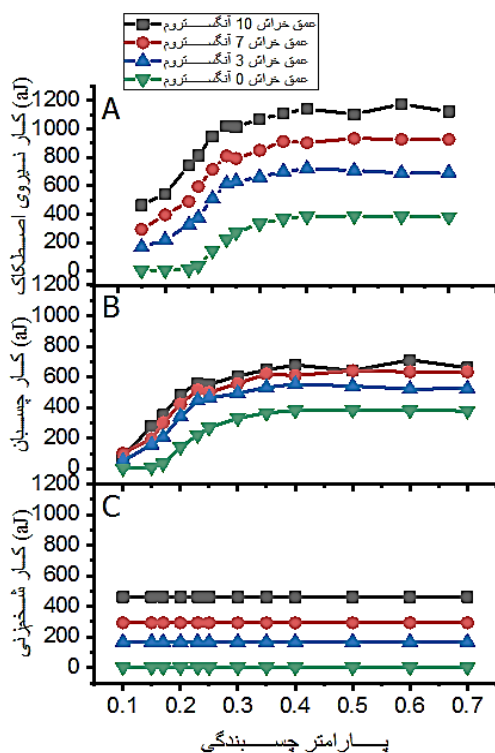 عمق خراش 10 آنگستروم
عمق خراش 7 آنگستروم
عمق خراش 3 آنگستروم
عمق خراش 0 آنگستروم
A
1200
1000
800
600
400
200
0
کار نیروی اصطکاک (aJ)
B
1200
1000
800
600
400
200
0
کار چسبان (aJ)
C
1200
1000
800
600
400
200
0
کار شخم‌زنی (aJ)
0.1 0.2 0.3 0.4 0.5 0.6 0.7
پارامتر چسبندگی